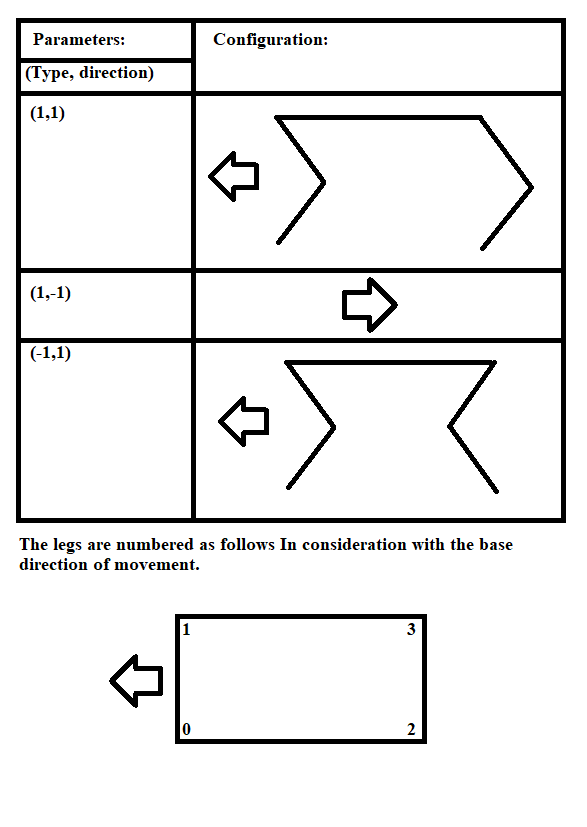 Parameters:
Configuration:
(Type, direction)
(1,1)
(1,-1)
(-1,1)
The legs are numbered as follows In consideration with the base
direction of movement.
1 3
0 2